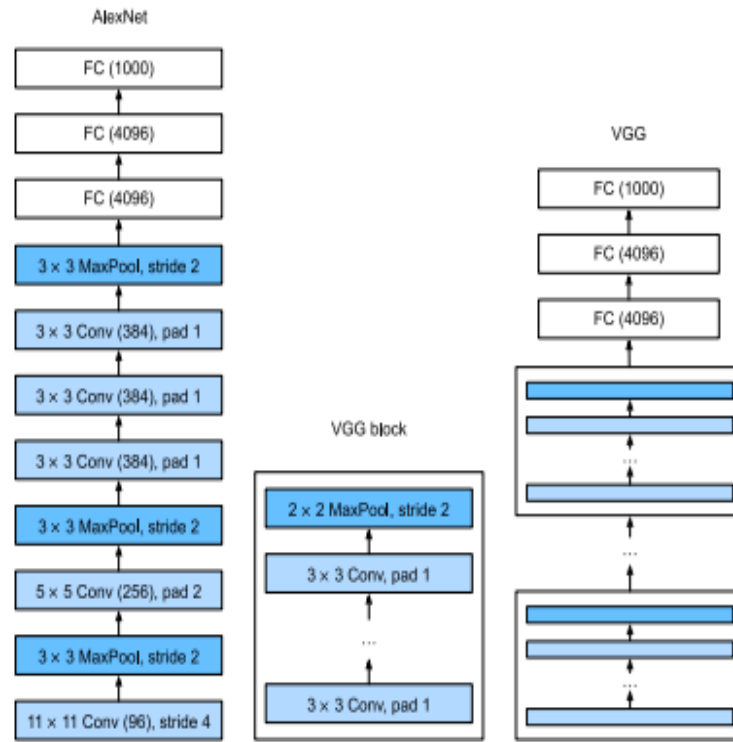 AlexNet
FC (1000)
FC (4096)
FC (4096)
3 × 3 MaxPool, stride 2
3 × 3 Conv (384), pad 1
3 × 3 Conv (384), pad 1
3 × 3 Conv (384), pad 1
3 × 3 MaxPool, stride 2
5 × 5 Conv (256), pad 2
3 × 3 MaxPool, stride 2
11 × 11 Conv (96), stride 4
VGG block
2 × 2 MaxPool, stride 2
3 × 3 Conv, pad 1
...
3 × 3 Conv, pad 1
VGG
FC (1000)
FC (4096)
FC (4096)
...
...
...